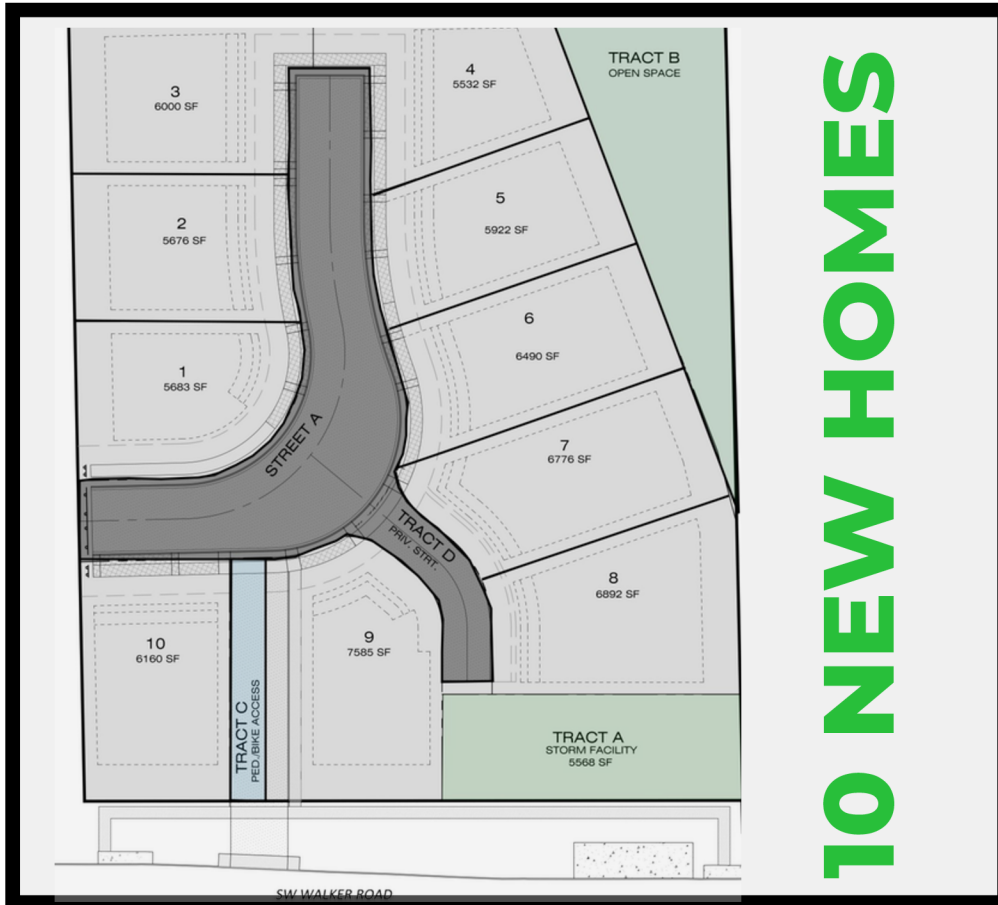 3
6000 SF
4
5532 SF
TRACT B
OPEN SPACE
2
5676 SF
5
5922 SF
6
6490 SF
1
5683 SF
STREET A
7
6776 SF
TRACT D
PRIV. STRT.
8
6892 SF
10
6160 SF
9
7585 SF
TRACT C
PED./BIKE ACCESS
TRACT A
STORM FACILITY
5568 SF
SW WALKER ROAD
10 NEW HOMES